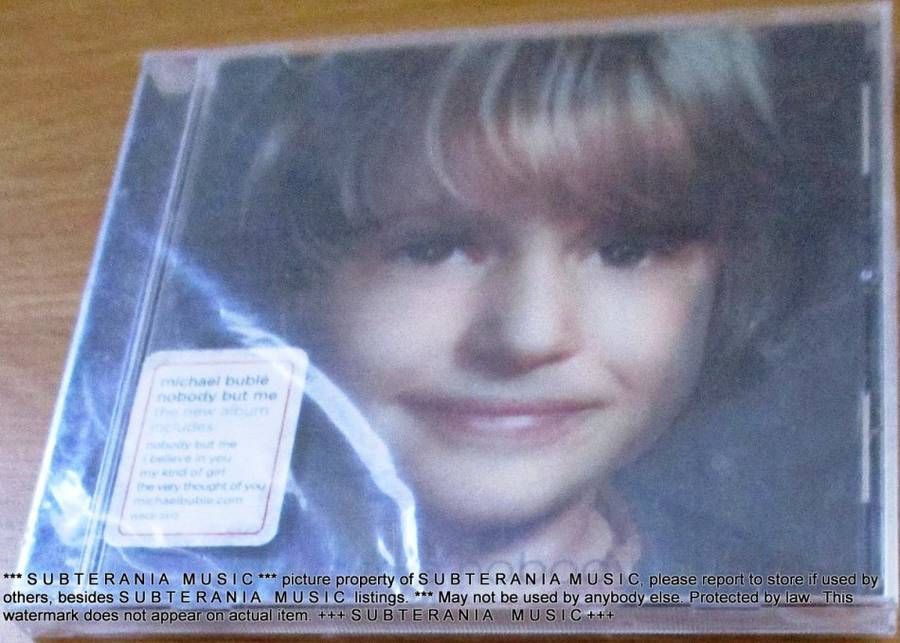 michael bublé
nobody but me
the new album
includes
nobody but me
i believe in you
my kind of girl
the very thought of you
michaelbuble.com
nobody
*** S U B T E R A N I A M U S I C *** picture property of S U B T E R A N I A M U S I C, please report to store if used by
others, besides S U B T E R A N I A M U S I C listings. *** May not be used by anybody else. Protected by law. This
watermark does not appear on actual item. +++ S U B T E R A N I A M U S I C +++